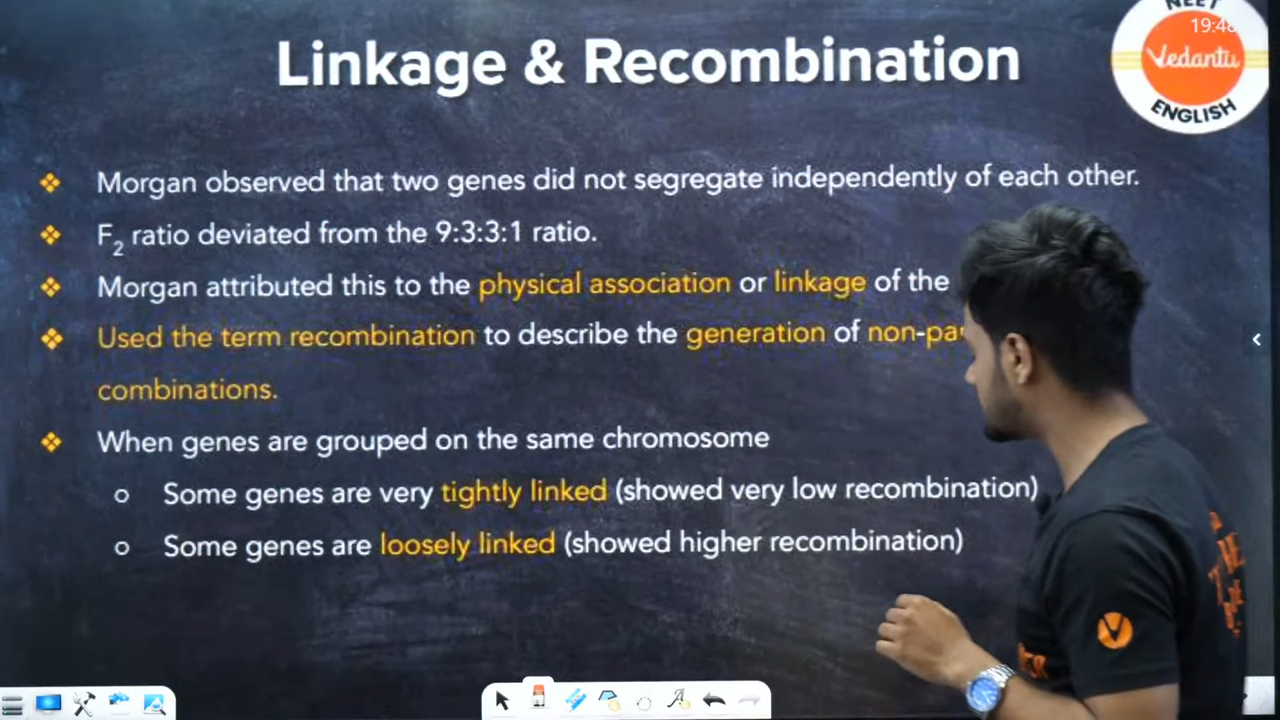 NEET
19:48
Vedantu
ENGLISH
Linkage & Recombination
❖ Morgan observed that two genes did not segregate independently of each other.
❖ F₂ ratio deviated from the 9:3:3:1 ratio.
❖ Morgan attributed this to the physical association or linkage of the
❖ Used the term recombination to describe the generation of
combinations.
❖ When genes are grouped on the same chromosome
o Some genes are very tightly linked (showed very low recombination)
o Some genes are loosely linked (showed higher recombination)
V